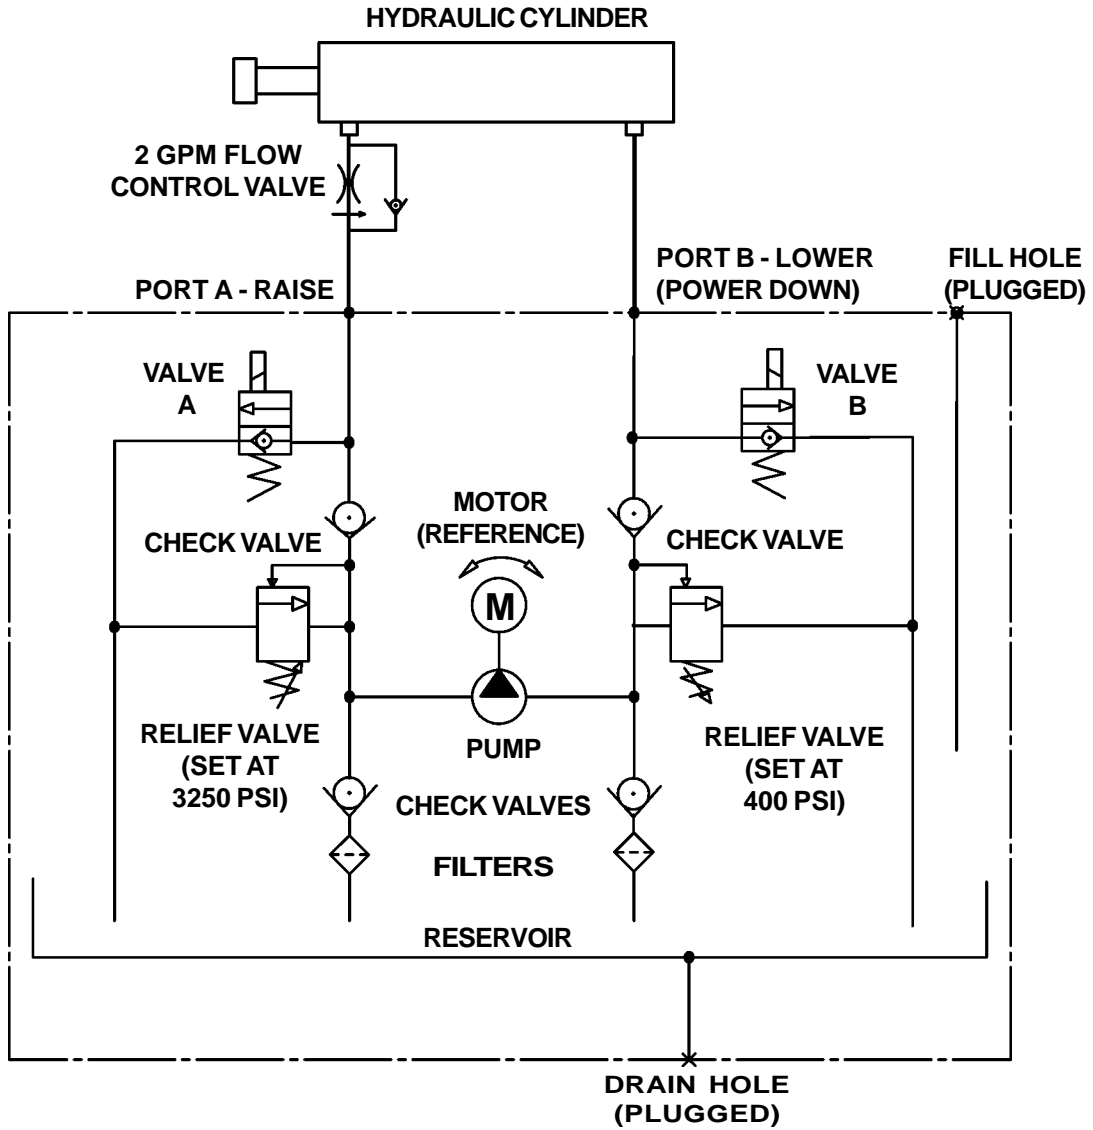 HYDRAULIC CYLINDER
2 GPM FLOW
CONTROL VALVE
PORT A - RAISE
PORT B - LOWER
(POWER DOWN)
FILL HOLE
(PLUGGED)
VALVE
A
VALVE
B
MOTOR
(REFERENCE)
CHECK VALVE
CHECK VALVE
M
RELIEF VALVE
(SET AT
3250 PSI)
PUMP
RELIEF VALVE
(SET AT
400 PSI)
CHECK VALVES
FILTERS
RESERVOIR
DRAIN HOLE
(PLUGGED)